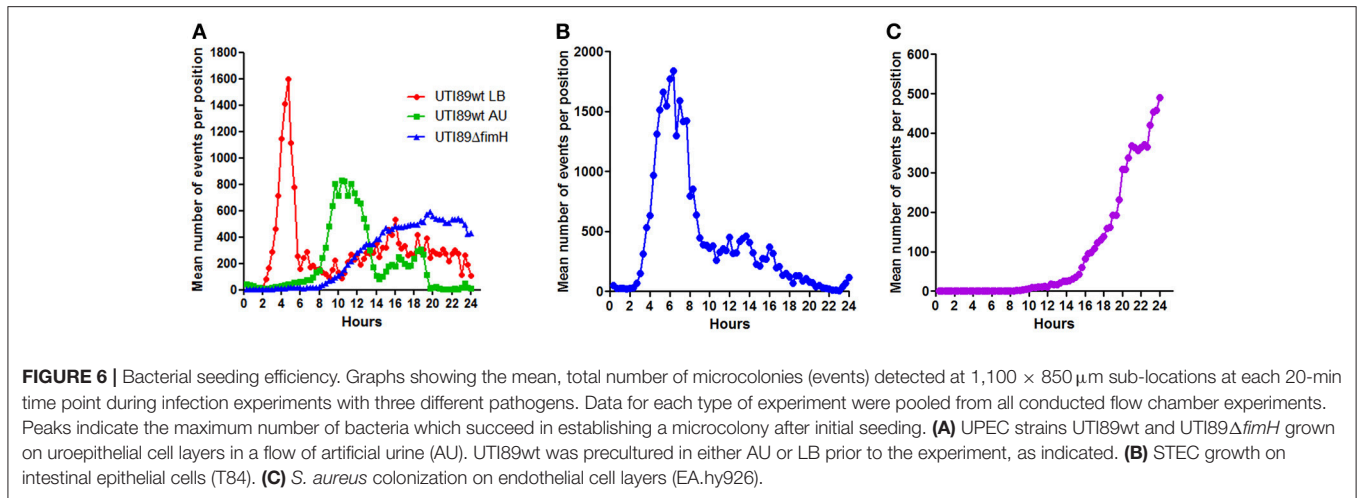 A
Mean number of events per position
1800
1600
1400
1200
1000
800
600
400
200
0
0 2 4 6 8 10 12 14 16 18 20 22 24
Hours
UTI89wt LB
UTI89wt AU
UTI89ΔfimH
B
Mean number of events per position
2000
1500
1000
500
0
0 2 4 6 8 10 12 14 16 18 20 22 24
Hours
C
Mean number of events per position
600
500
400
300
200
100
0
0 2 4 6 8 10 12 14 16 18 20 22 24
Hours
FIGURE 6 | Bacterial seeding efficiency. Graphs showing the mean, total number of microcolonies (events) detected at 1,100 × 850 μm sub-locations at each 20-min
time point during infection experiments with three different pathogens. Data for each type of experiment were pooled from all conducted flow chamber experiments.
Peaks indicate the maximum number of bacteria which succeed in establishing a microcolony after initial seeding. (A) UPEC strains UTI89wt and UTI89ΔfimH grown
on uroepithelial cell layers in a flow of artificial urine (AU). UTI89wt was precultured in either AU or LB prior to the experiment, as indicated. (B) STEC growth on
intestinal epithelial cells (T84). (C) S. aureus colonization on endothelial cell layers (EA.hy926).